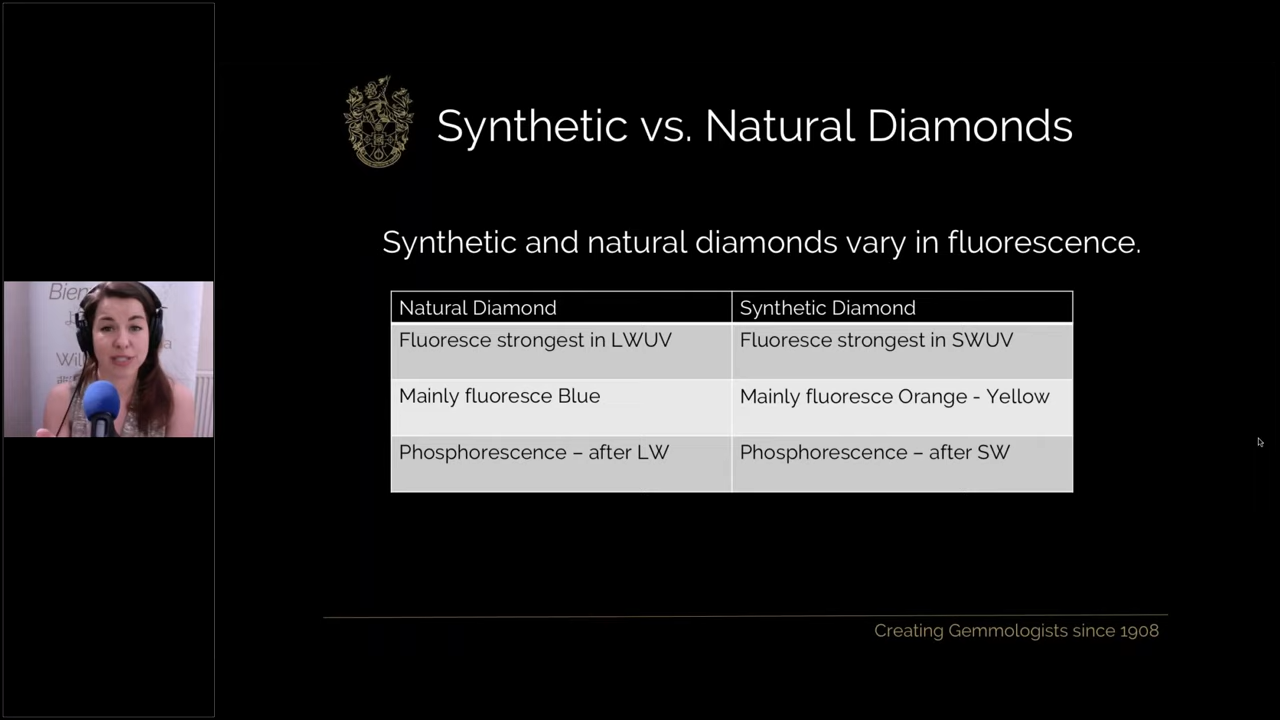 Synthetic vs. Natural Diamonds
Synthetic and natural diamonds vary in fluorescence.
Natural Diamond
Synthetic Diamond
Fluoresce strongest in LWUV
Fluoresce strongest in SWUV
Mainly fluoresce Blue
Mainly fluoresce Orange - Yellow
Phosphorescence – after LW
Phosphorescence – after SW
Creating Gemmologists since 1908